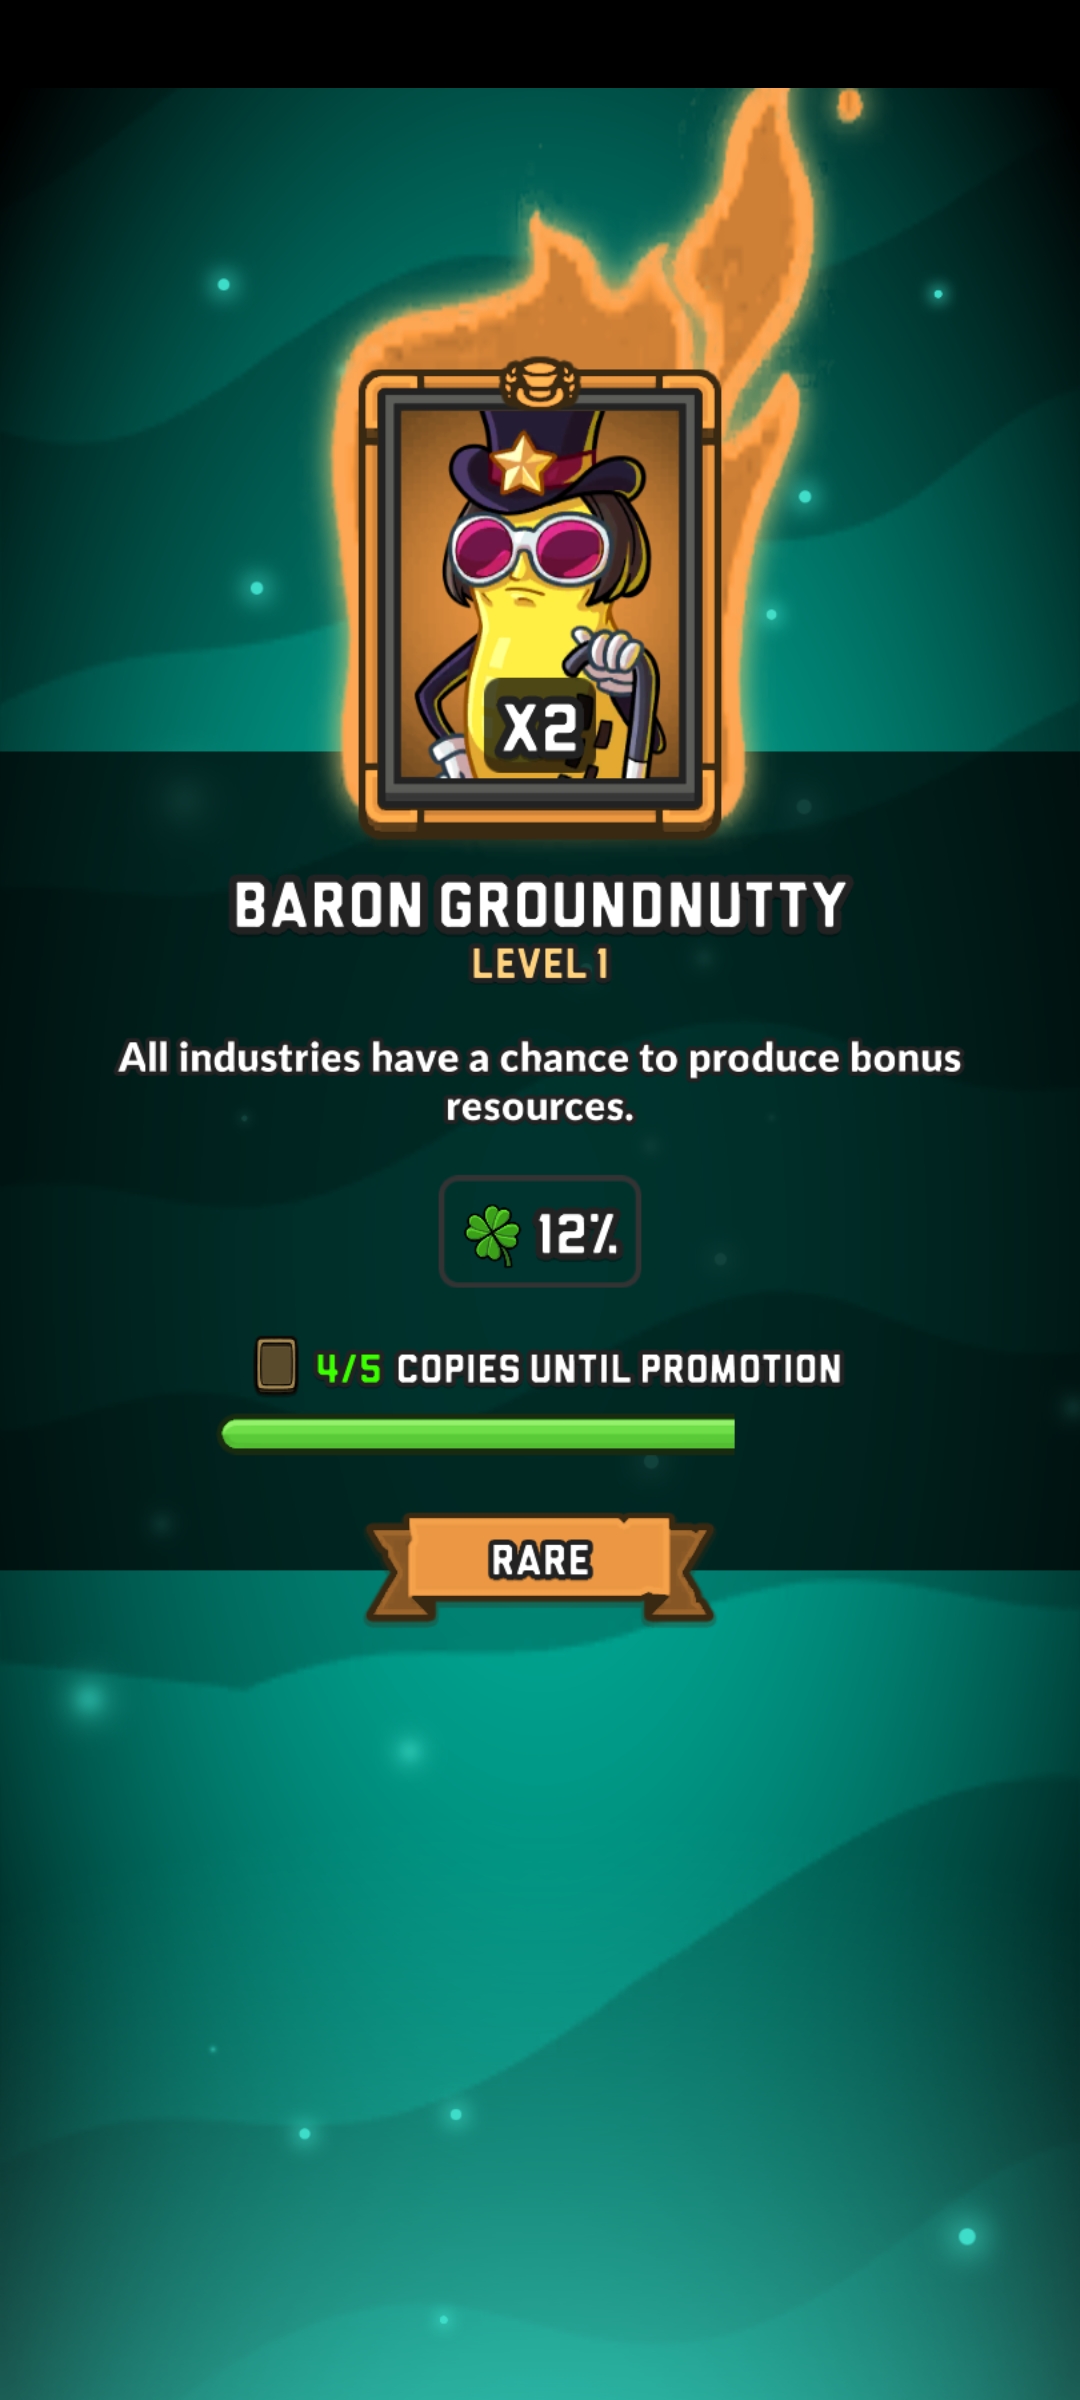 X2
BARON GROUNDNUTTY
LEVEL 1
All industries have a chance to produce bonus
resources.
12%
4/5 COPIES UNTIL PROMOTION
RARE